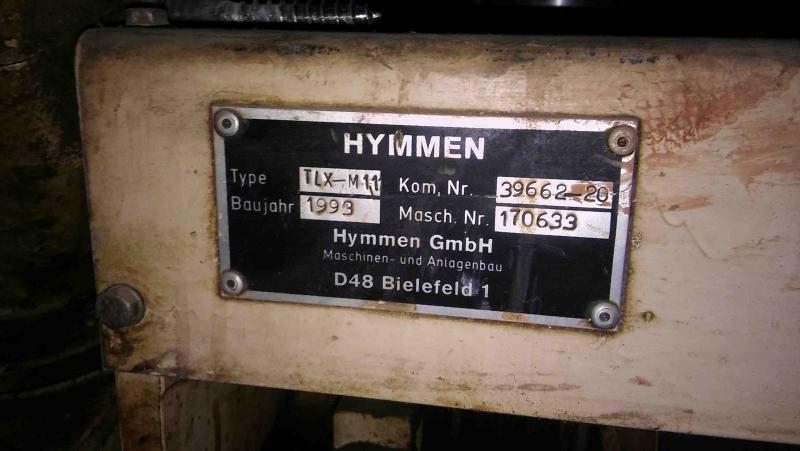 HYMMEN
Type TLX-M11 Kom. Nr. 39662-20
Baujahr 1993 Masch. Nr. 170633
Hymmen GmbH
Maschinen- und Anlagenbau
D48 Bielefeld 1